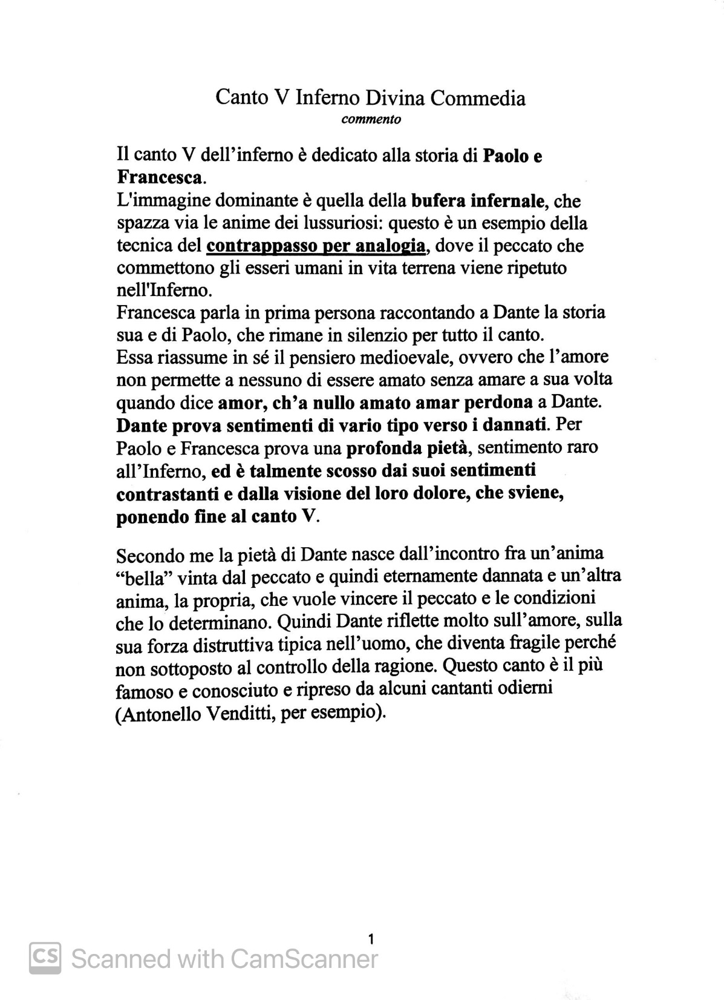 Canto V Inferno Divina Commedia
commento
Il canto V dell’inferno è dedicato alla storia di Paolo e
Francesca.
L'immagine dominante è quella della bufera infernale, che
spazza via le anime dei lussuriosi: questo è un esempio della
tecnica del contrappasso per analogia, dove il peccato che
commettono gli esseri umani in vita terrena viene ripetuto
nell'Inferno.
Francesca parla in prima persona raccontando a Dante la storia
sua e di Paolo, che rimane in silenzio per tutto il canto.
Essa riassume in sé il pensiero medioevale, ovvero che l’amore
non permette a nessuno di essere amato senza amare a sua volta
quando dice amor, ch’a nullo amato amar perdona a Dante.
Dante prova sentimenti di vario tipo verso i dannati. Per
Paolo e Francesca prova una profonda pietà, sentimento raro
all’Inferno, ed è talmente scosso dai suoi sentimenti
contrastanti e dalla visione del loro dolore, che sviene,
ponendo fine al canto V.
Secondo me la pietà di Dante nasce dall’incontro fra un’anima
“bella” vinta dal peccato e quindi eternamente dannata e un’altra
anima, la propria, che vuole vincere il peccato e le condizioni
che lo determinano. Quindi Dante riflette molto sull’amore, sulla
sua forza distruttiva tipica nell’uomo, che diventa fragile perché
non sottoposto al controllo della ragione. Questo canto è il più
famoso e conosciuto e ripreso da alcuni cantanti odierni
(Antonello Venditti, per esempio).
1
CS Scanned with CamScanner